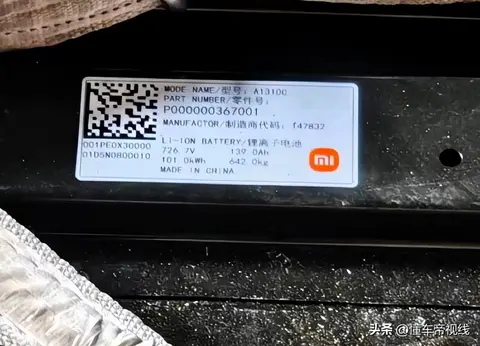 MODE NAME/型号: A1310C
PART NUMBER/零件号:
P000000367001
MANUFACTOR/制造商代码: f47832
LI-ION BATTERY/锂离子电池
726.7V 139.0Ah
101.0kWh 642.0kg
MADE IN CHINA
001PE0X30000
01D5N0800010
mi
头条 @懂车帝视线